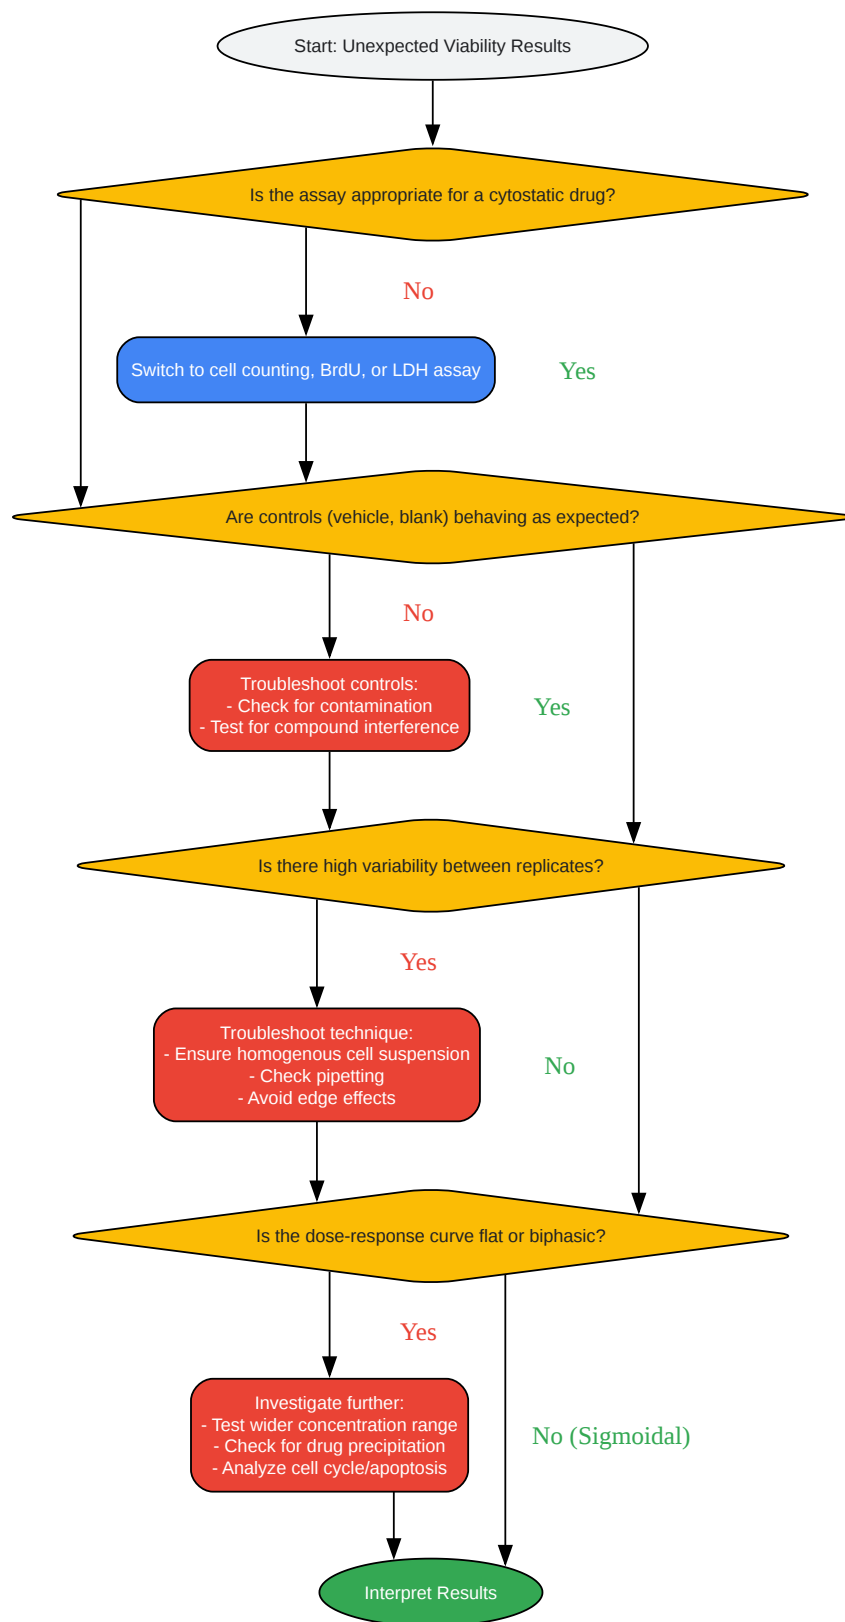 Start: Unexpected Viability Results
Is the assay appropriate for a cytostatic drug?
No
Switch to cell counting, BrdU, or LDH assay
Yes
Are controls (vehicle, blank) behaving as expected?
No
Troubleshoot controls:
- Check for contamination
- Test for compound interference
Yes
Is there high variability between replicates?
Yes
Troubleshoot technique:
- Ensure homogenous cell suspension
- Check pipetting
- Avoid edge effects
No
Is the dose-response curve flat or biphasic?
Yes
Investigate further:
- Test wider concentration range
- Check for drug precipitation
- Analyze cell cycle/apoptosis
No (Sigmoidal)
Interpret Results